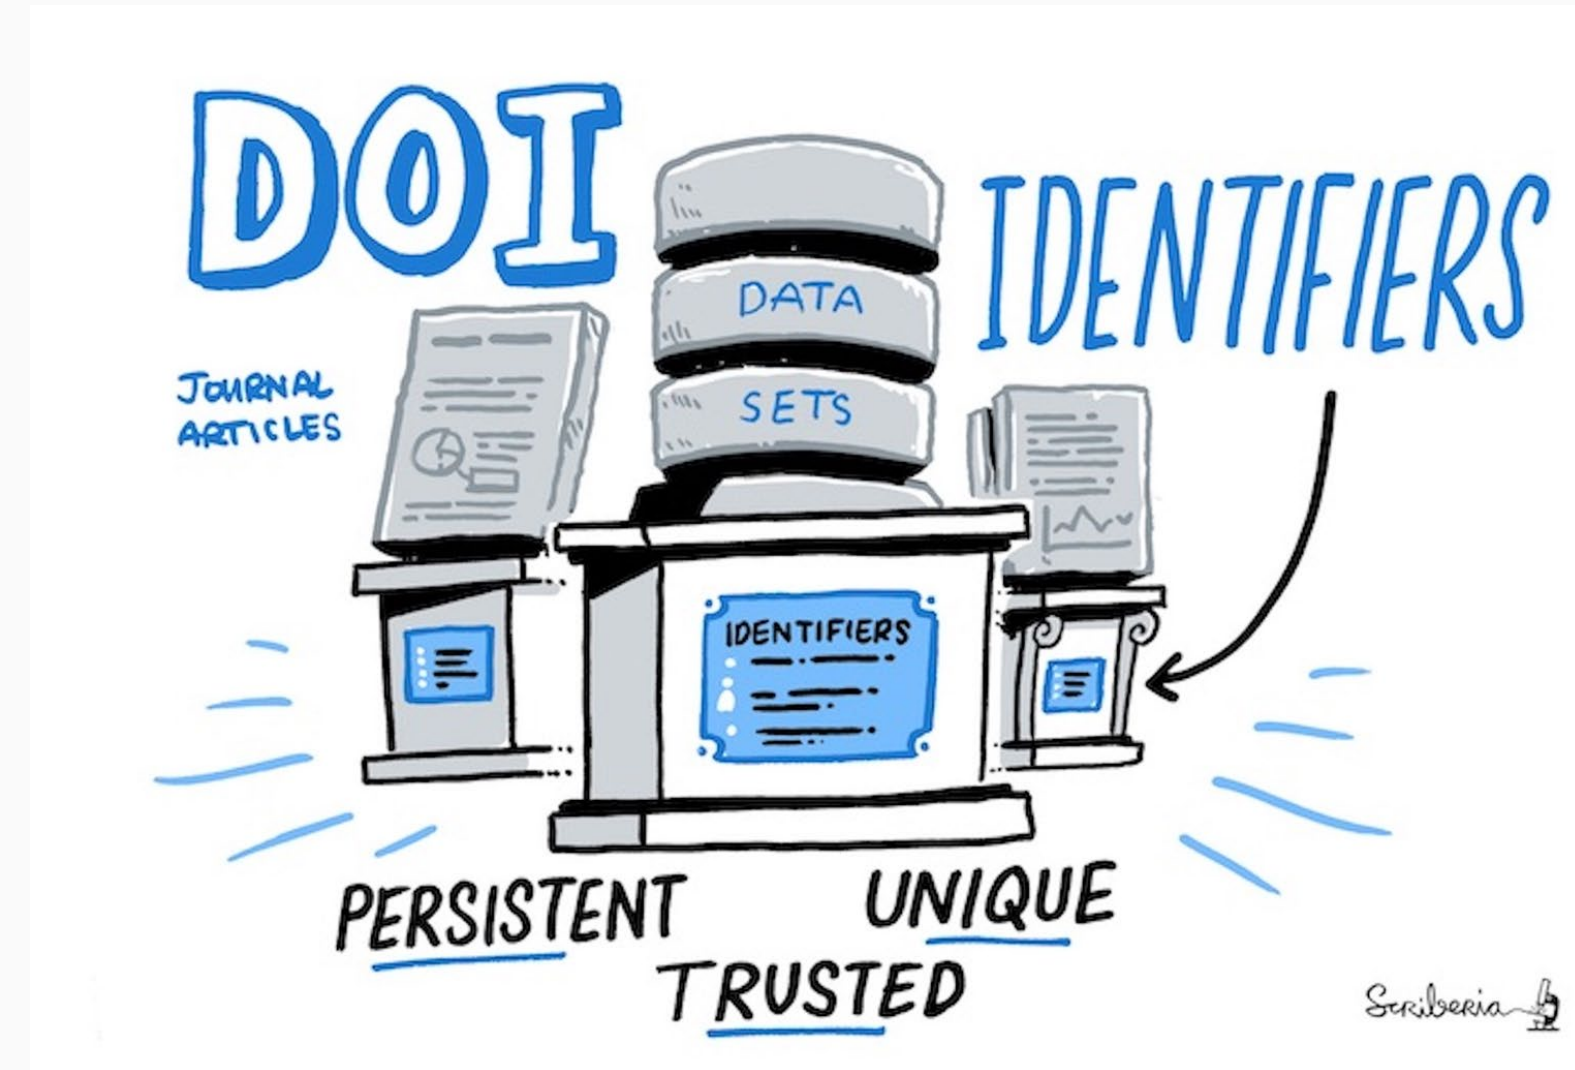 DOI
IDENTIFIERS
JOURNAL
ARTICLES
DATA
SETS
IDENTIFIERS
PERSISTENT
UNIQUE
TRUSTED
Scriberia